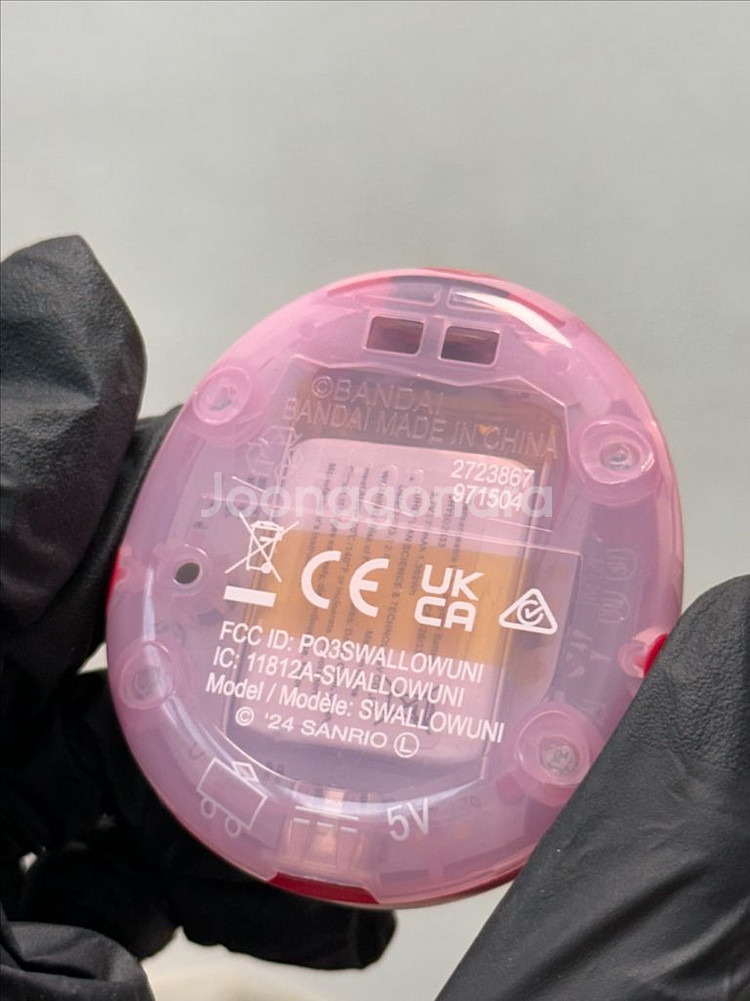 ©BANDAI
BANDAI MADE IN CHINA
2723867
971504
Joonggonara
CE UK CA
FCC ID: PQ3SWALLOWUNI
IC: 11812A-SWALLOWUNI
Model / Modèle: SWALLOWUNI
© '24 SANRIO Ⓛ
5V